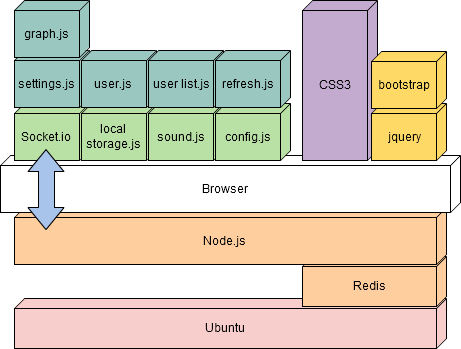 graph.js
settings.js
user.js
user list.js
refresh.js
CSS3
bootstrap
Socket.io
local
storage.js
sound.js
config.js
jquery
Browser
Node.js
Redis
Ubuntu